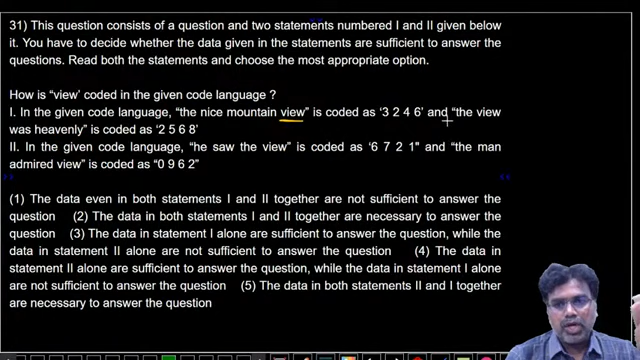 31) This question consists of a question and two statements numbered I and II given below
it. You have to decide whether the data given in the statements are sufficient to answer the
questions. Read both the statements and choose the most appropriate option.
How is “view’ coded in the given code language ?
I. In the given code language, “the nice mountain view” is coded as ‘3 2 4 6’ and “the view
was heavenly” is coded as ‘2 5 6 8’
II. In the given code language, “he saw the view” is coded as ‘6 7 2 1" and “the man
admired view” is coded as “0 9 6 2”
(1) The data even in both statements I and II together are not sufficient to answer the
question (2) The data in both statements I and II together are necessary to answer the
question (3) The data in statement I alone are sufficient to answer the question, while the
data in statement II alone are not sufficient to answer the question (4) The data in
statement II alone are sufficient to answer the question, while the data in statement I alone
are not sufficient to answer the question (5) The data in both statements II and I together
are necessary to answer the question